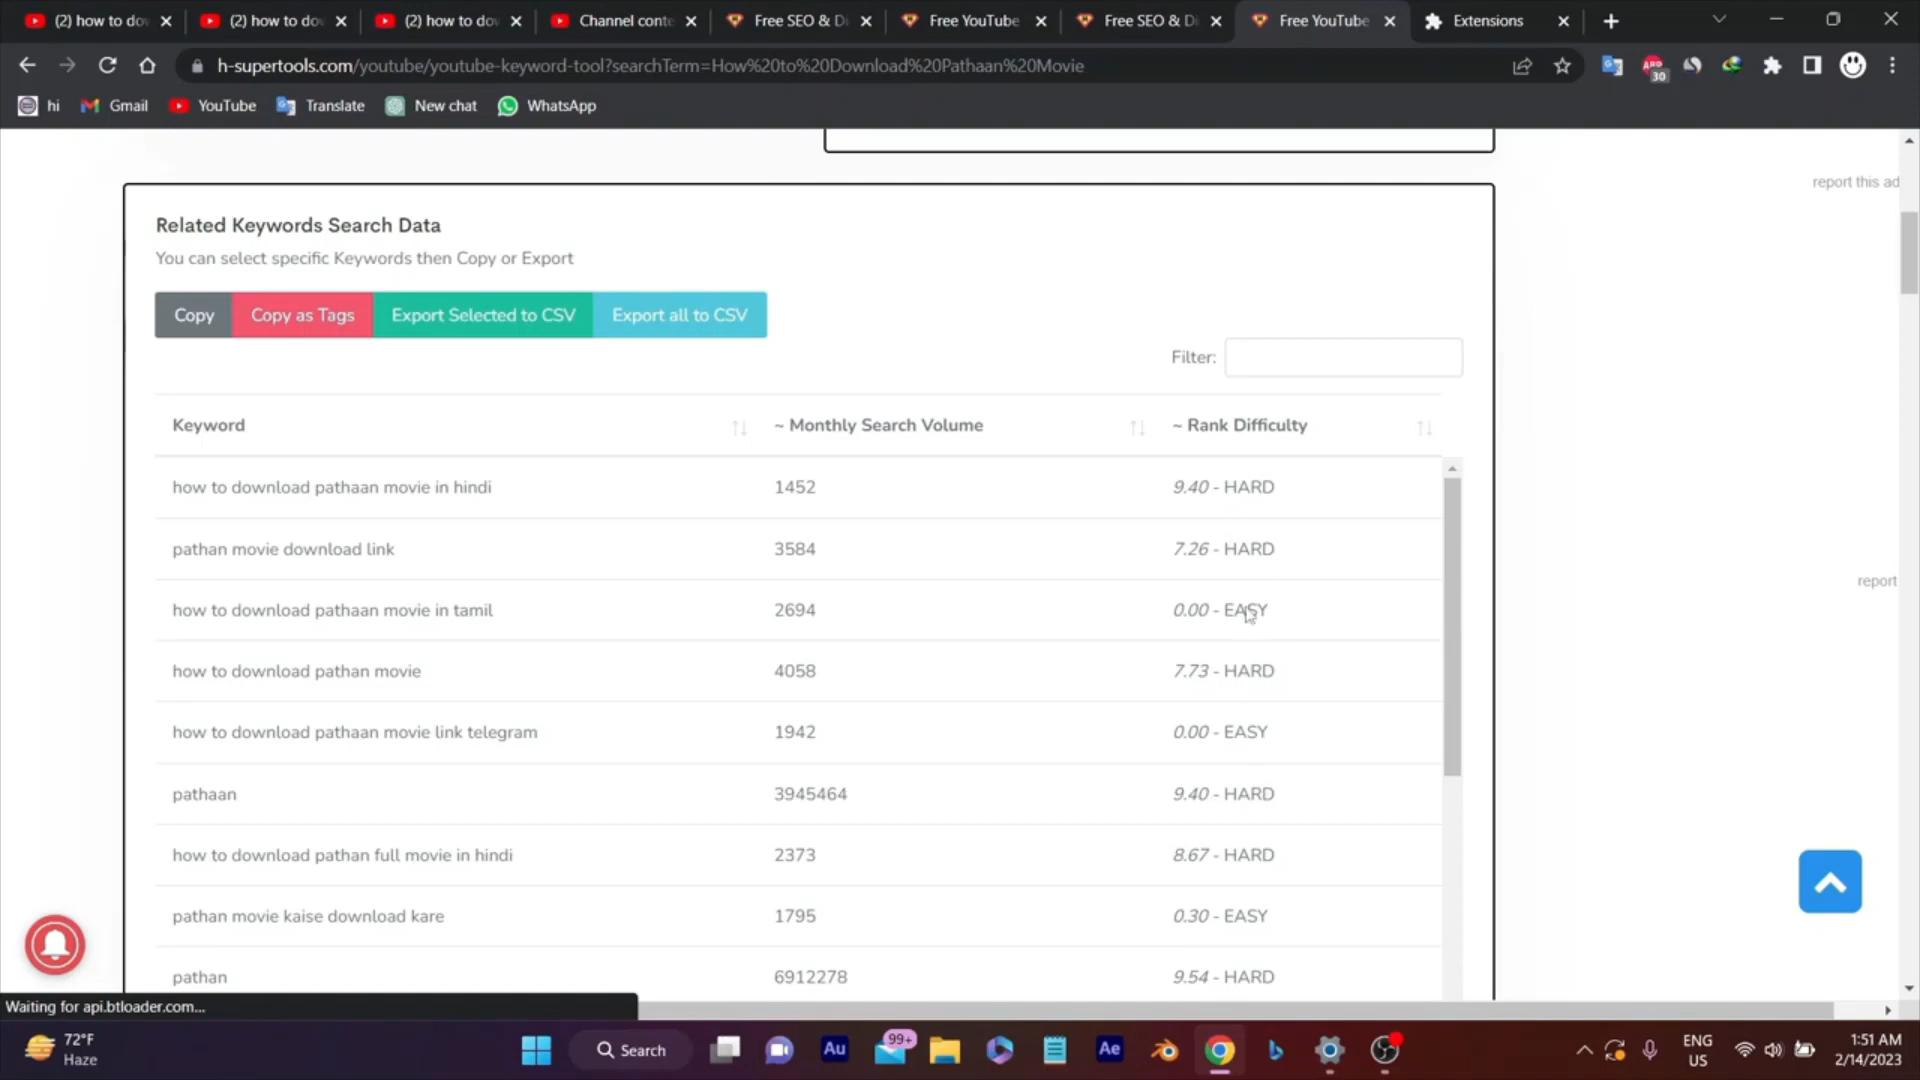 (2) how to do
(2) how to do
(2) how to do
Channel conte
Free SEO & Di
Free YouTube
Free SEO & Di
Free YouTube
Extensions
h-supertools.com/youtube/youtube-keyword-tool?searchTerm=How%20to%20Download%20Pathaan%20Movie
ABP
30
hi
Gmail
YouTube
Translate
New chat
WhatsApp
report this ad
Related Keywords Search Data
You can select specific Keywords then Copy or Export
Copy
Copy as Tags
Export Selected to CSV
Export all to CSV
Filter:
Keyword
~ Monthly Search Volume
~ Rank Difficulty
how to download pathaan movie in hindi 1452 9.40 - HARD
pathan movie download link 3584 7.26 - HARD
how to download pathaan movie in tamil 2694 0.00 - EASY
report
how to download pathan movie 4058 7.73 - HARD
how to download pathaan movie link telegram 1942 0.00 - EASY
pathaan 3945464 9.40 - HARD
how to download pathan full movie in hindi 2373 8.67 - HARD
pathan movie kaise download kare 1795 0.30 - EASY
pathan 6912278 9.54 - HARD
Waiting for api.btloader.com...
72°F
Haze
Search
Au
99+
Ae
ENG
US
1:51 AM
2/14/2023